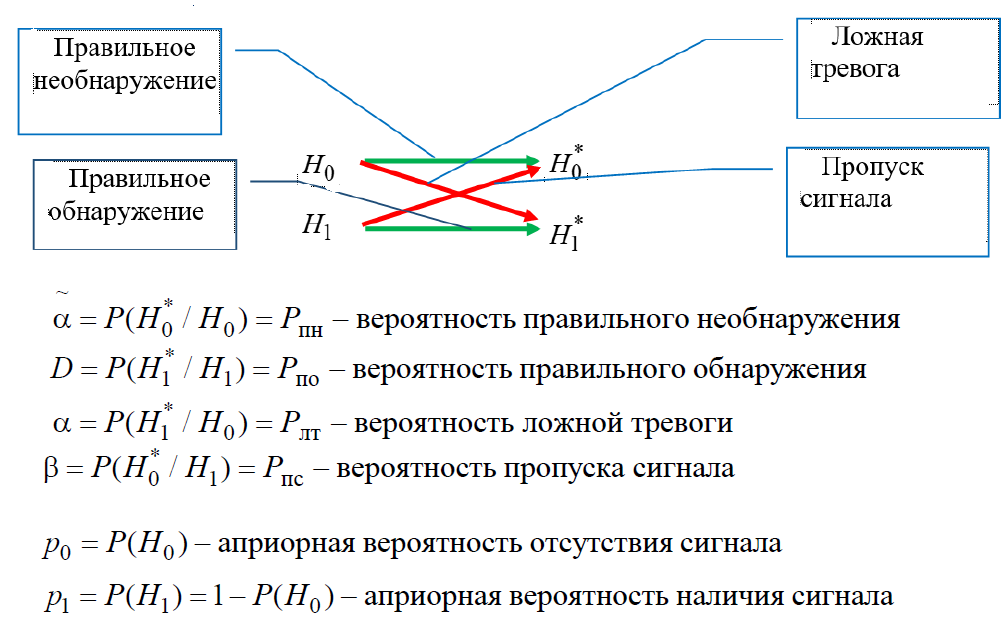 Правильное
необнаружение
Ложная
тревога
Правильное
обнаружение
H₀
H₁
H₀*
H₁*
Пропуск
сигнала
α̃ = P(H₀* / H₀) = Pпн – вероятность правильного необнаружения
D = P(H₁* / H₁) = Pпо – вероятность правильного обнаружения
α = P(H₁* / H₀) = Pлт – вероятность ложной тревоги
β = P(H₀* / H₁) = Pпс – вероятность пропуска сигнала
p₀ = P(H₀) – априорная вероятность отсутствия сигнала
p₁ = P(H₁) = 1 – P(H₀) – априорная вероятность наличия сигнала